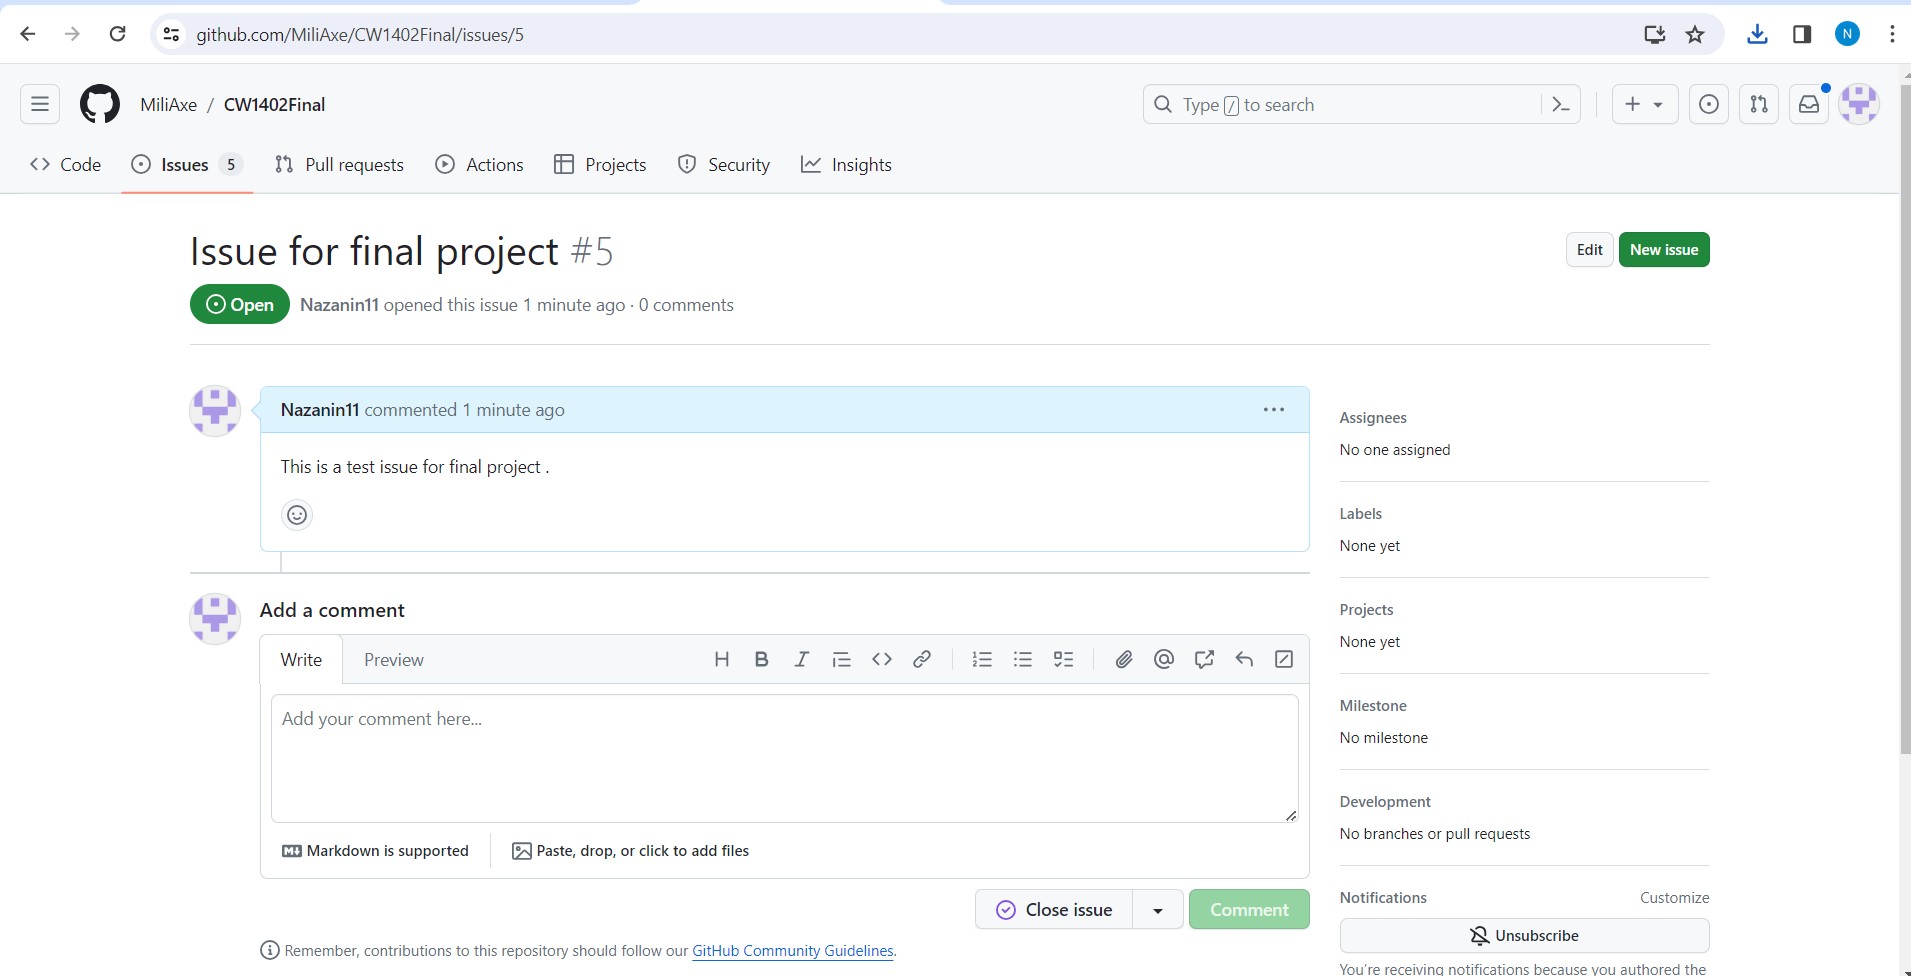 github.com/MiliAxe/CW1402Final/issues/5
N
MiliAxe / CW1402Final
Type / to search
Code
Issues 5
Pull requests
Actions
Projects
Security
Insights
Issue for final project #5
Edit
New issue
Open
Nazanin11 opened this issue 1 minute ago · 0 comments
Nazanin11 commented 1 minute ago
This is a test issue for final project .
Assignees
No one assigned
Labels
None yet
Projects
None yet
Milestone
No milestone
Development
No branches or pull requests
Notifications
Customize
Unsubscribe
You're receiving notifications because you authored the
Add a comment
Write
Preview
Add your comment here...
Markdown is supported
Paste, drop, or click to add files
Close issue
Comment
Remember, contributions to this repository should follow our GitHub Community Guidelines.